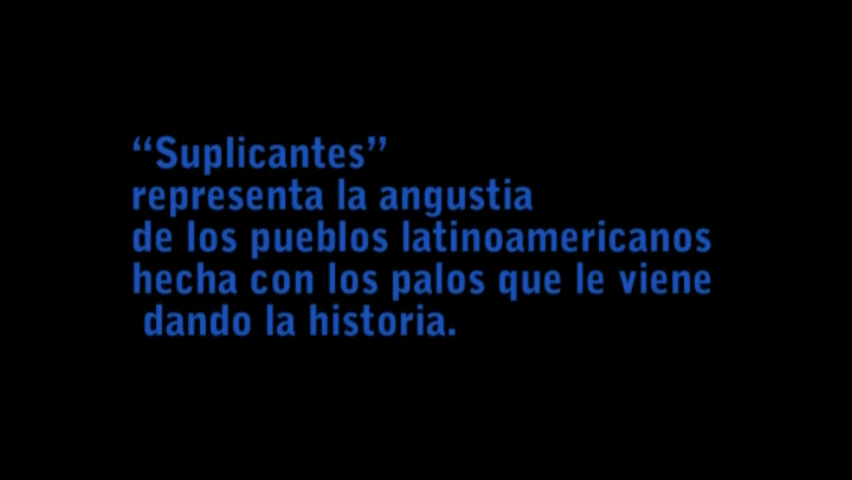 “Suplicantes”
representa la angustia
de los pueblos latinoamericanos
hecha con los palos que le viene
dando la historia.